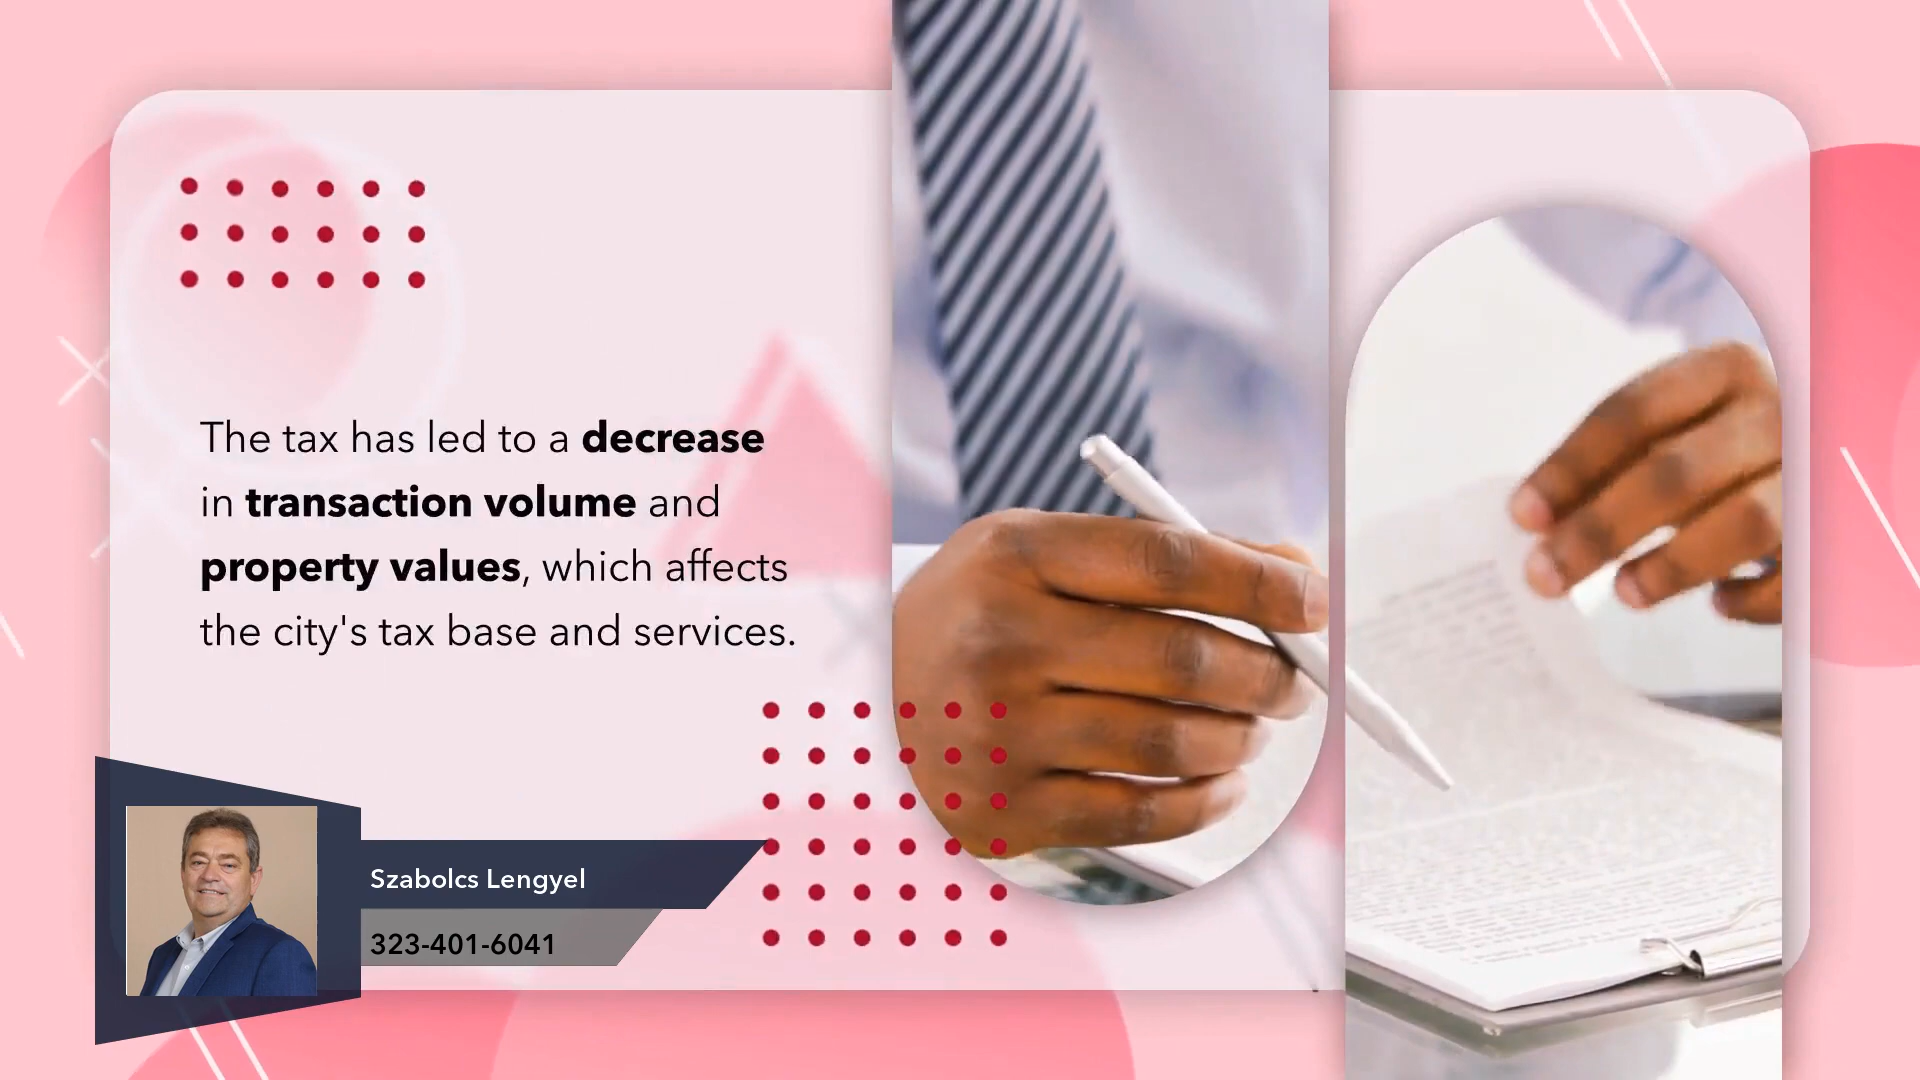 The tax has led to a decrease
in transaction volume and
property values, which affects
the city's tax base and services.
Szabolcs Lengyel
323-401-6041